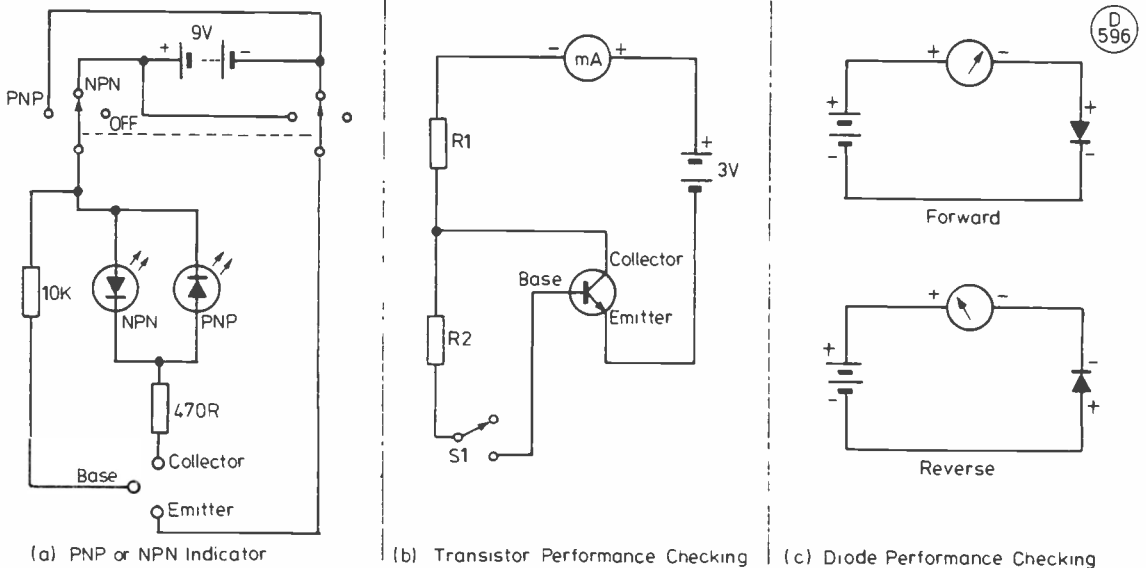 D
596
9V
+ -
NPN
PNP
OFF
10K
NPN
PNP
470R
Collector
Base
Emitter
(a) PNP or NPN Indicator
- mA +
R1
+
3V
Collector
Base
Emitter
R2
S1
(b) Transistor Performance Checking
+ -
+
+
-
-
Forward
+ -
+
-
-
+
Reverse
(c) Diode Performance Checking